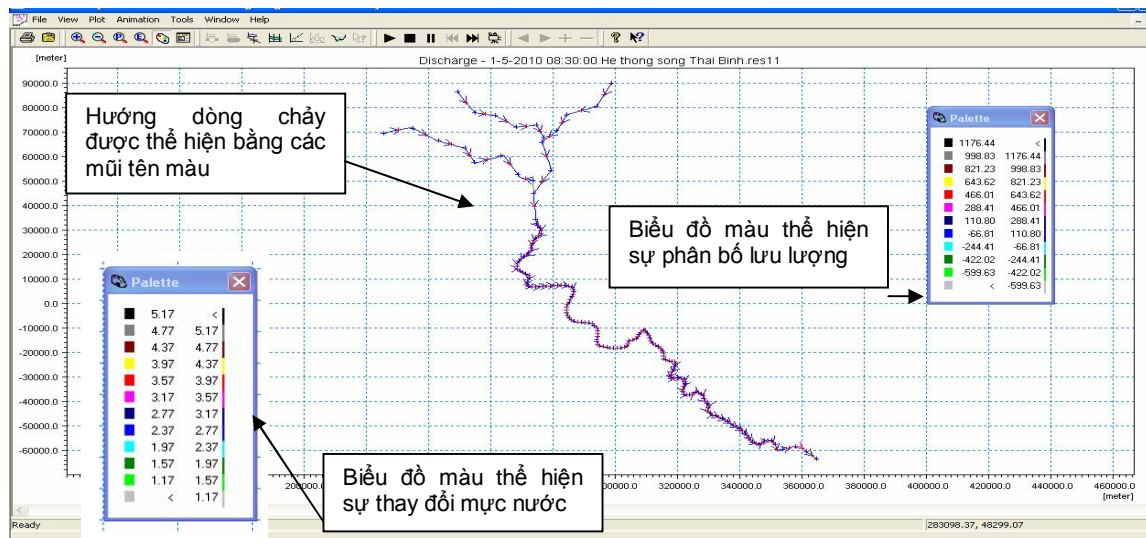 File View Plot Animation Tools Window Help
[meter]
Discharge - 1-5-2010 08:30:00 He thong song Thai Binh.res11
90000.0
80000.0
70000.0
60000.0
50000.0
40000.0
30000.0
20000.0
10000.0
0.0
-10000.0
-20000.0
-30000.0
-40000.0
-50000.0
-60000.0
Hướng dòng chảy
được thể hiện bằng các
mũi tên màu
Palette
1176.44 <
998.83 1176.44
821.23 998.83
643.62 821.23
466.01 643.62
288.41 466.01
110.80 288.41
-66.81 110.80
-244.41 -66.81
-422.02 -244.41
-599.63 -422.02
< -599.63
Biểu đồ màu thể hiện
sự phân bố lưu lượng
Palette
5.17 <
4.77 5.17
4.37 4.77
3.97 4.37
3.57 3.97
3.17 3.57
2.77 3.17
2.37 2.77
1.97 2.37
1.57 1.97
1.17 1.57
< 1.17
Biểu đồ màu thể hiện
sự thay đổi mực nước
320000.0 340000.0 360000.0 380000.0 400000.0 420000.0 440000.0 460000.0
[meter]
Ready
283098.37, 48299.07